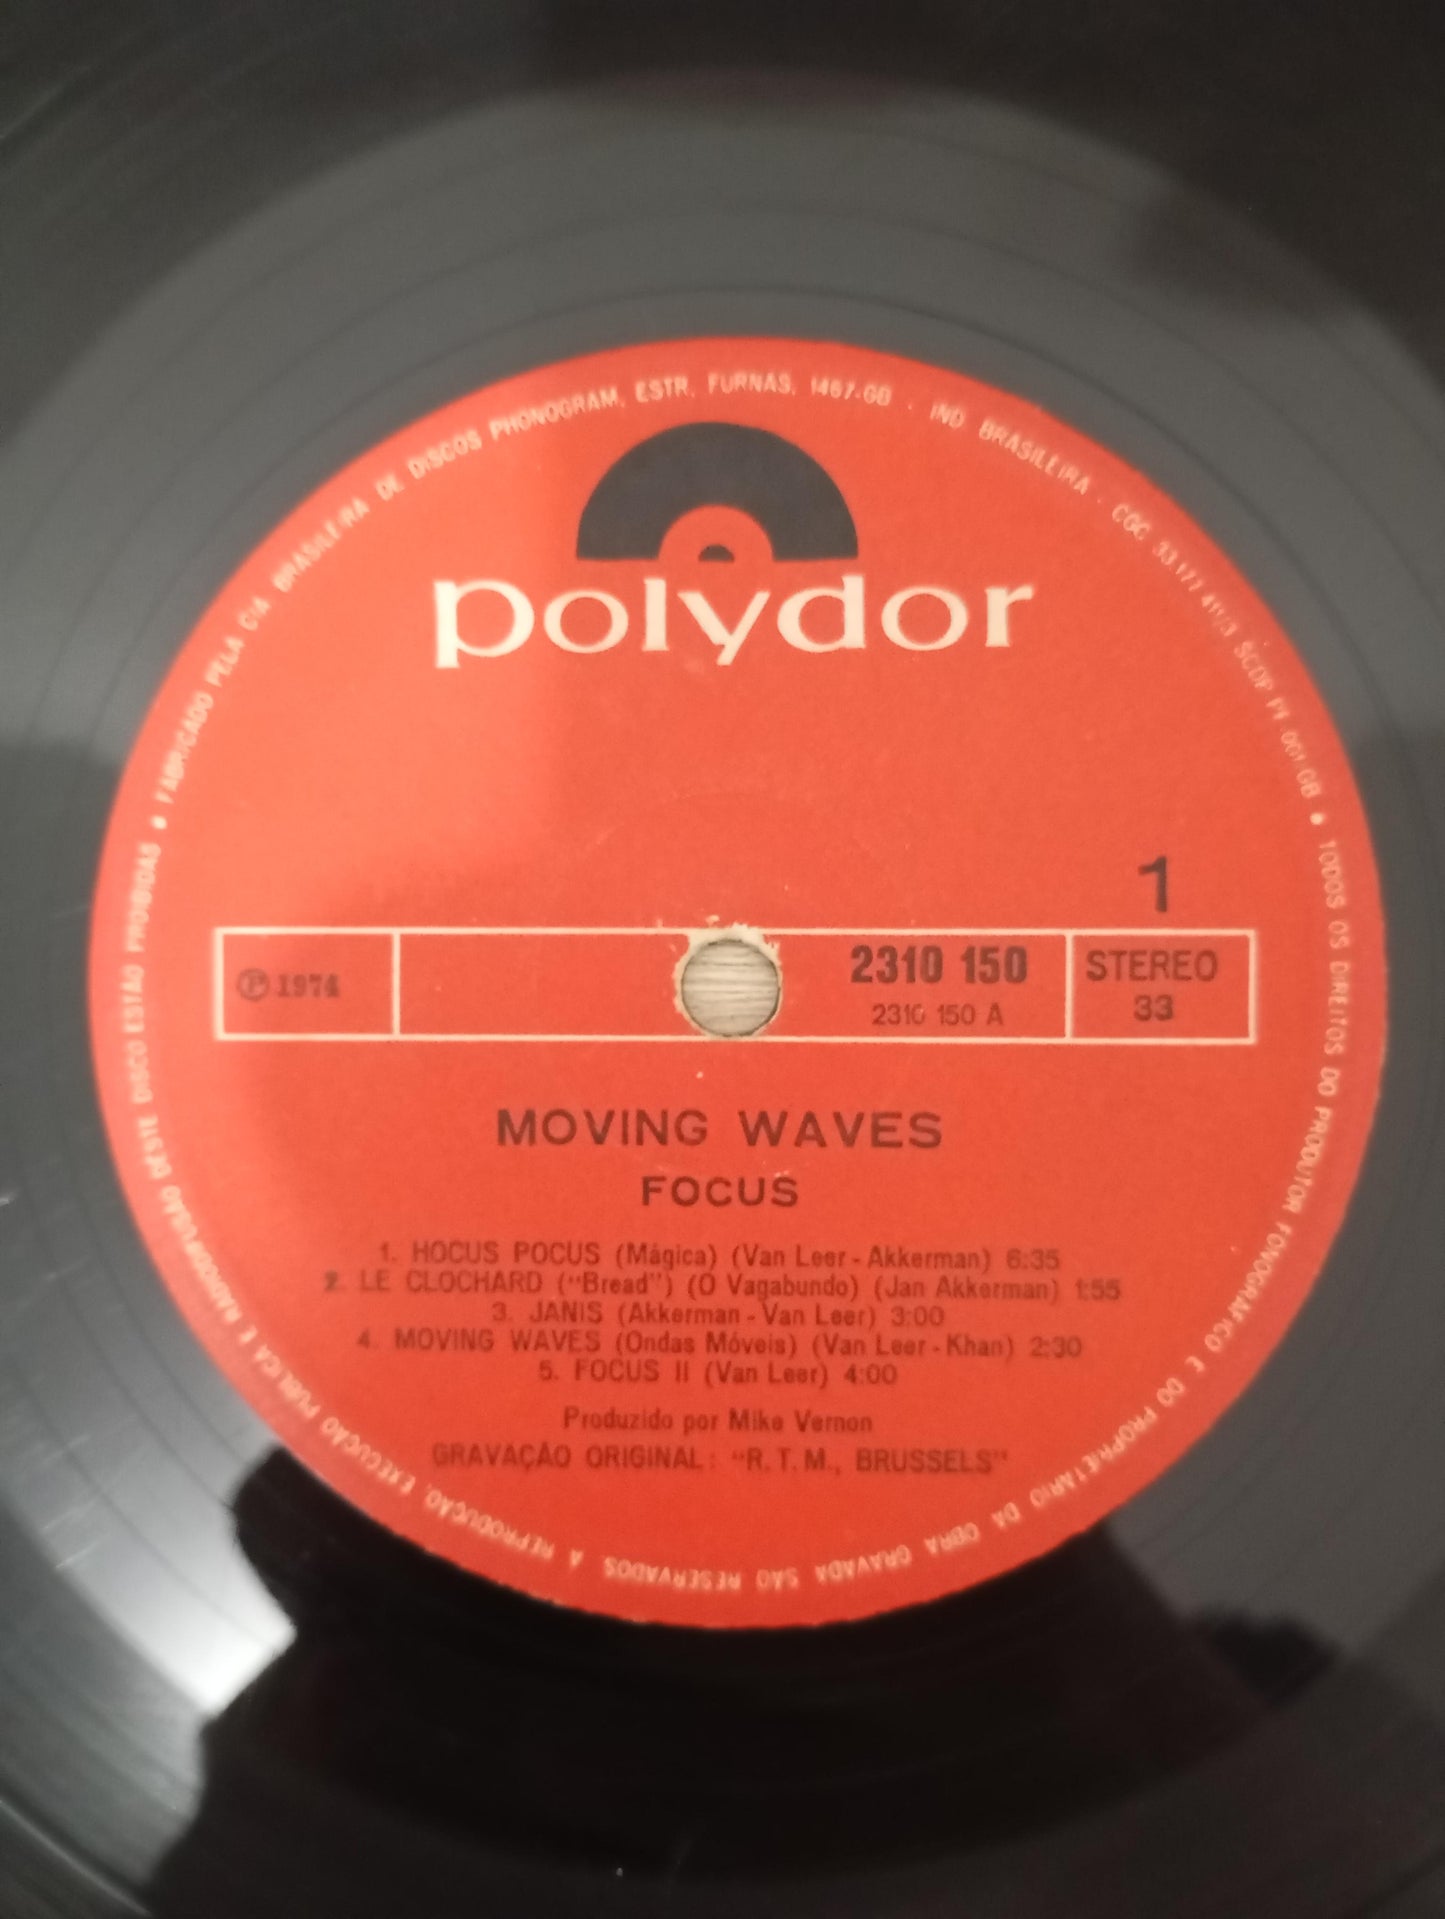 FABRICADO PELA CIA BRASILEIRA DE DISCOS PHONOGRAM, ESTR. FURNAS, 1467-GB - IND BRASILEIRA - CGC 33.177.411/3 SCDP PF 001/GB • TODOS OS DIREITOS DO PRODUTOR FONOGRÁFICO E DO PROPRIETÁRIO DA OBRA GRAVADA SÃO RESERVADOS. A REPRODUÇÃO, EXECUÇÃO PÚBLICA E RADIODIFUSÃO DESTE DISCO ESTÃO PROIBIDAS •
polydor
1
℗ 1974
2310 150
STEREO
2310 150 A
33
MOVING WAVES
FOCUS
1. HOCUS POCUS (Mágica) (Van Leer - Akkerman) 6:35
2. LE CLOCHARD ("Bread") (O Vagabundo) (Jan Akkerman) 1:55
3. JANIS (Akkerman - Van Leer) 3:00
4. MOVING WAVES (Ondas Móveis) (Van Leer - Khan) 2:30
5. FOCUS II (Van Leer) 4:00
Produzido por Mike Vernon
GRAVAÇÃO ORIGINAL: "R.T.M., BRUSSELS"